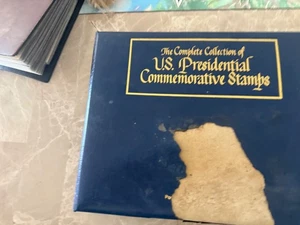 The Complete Collection of
U.S. Presidential
Commemorative Stamps